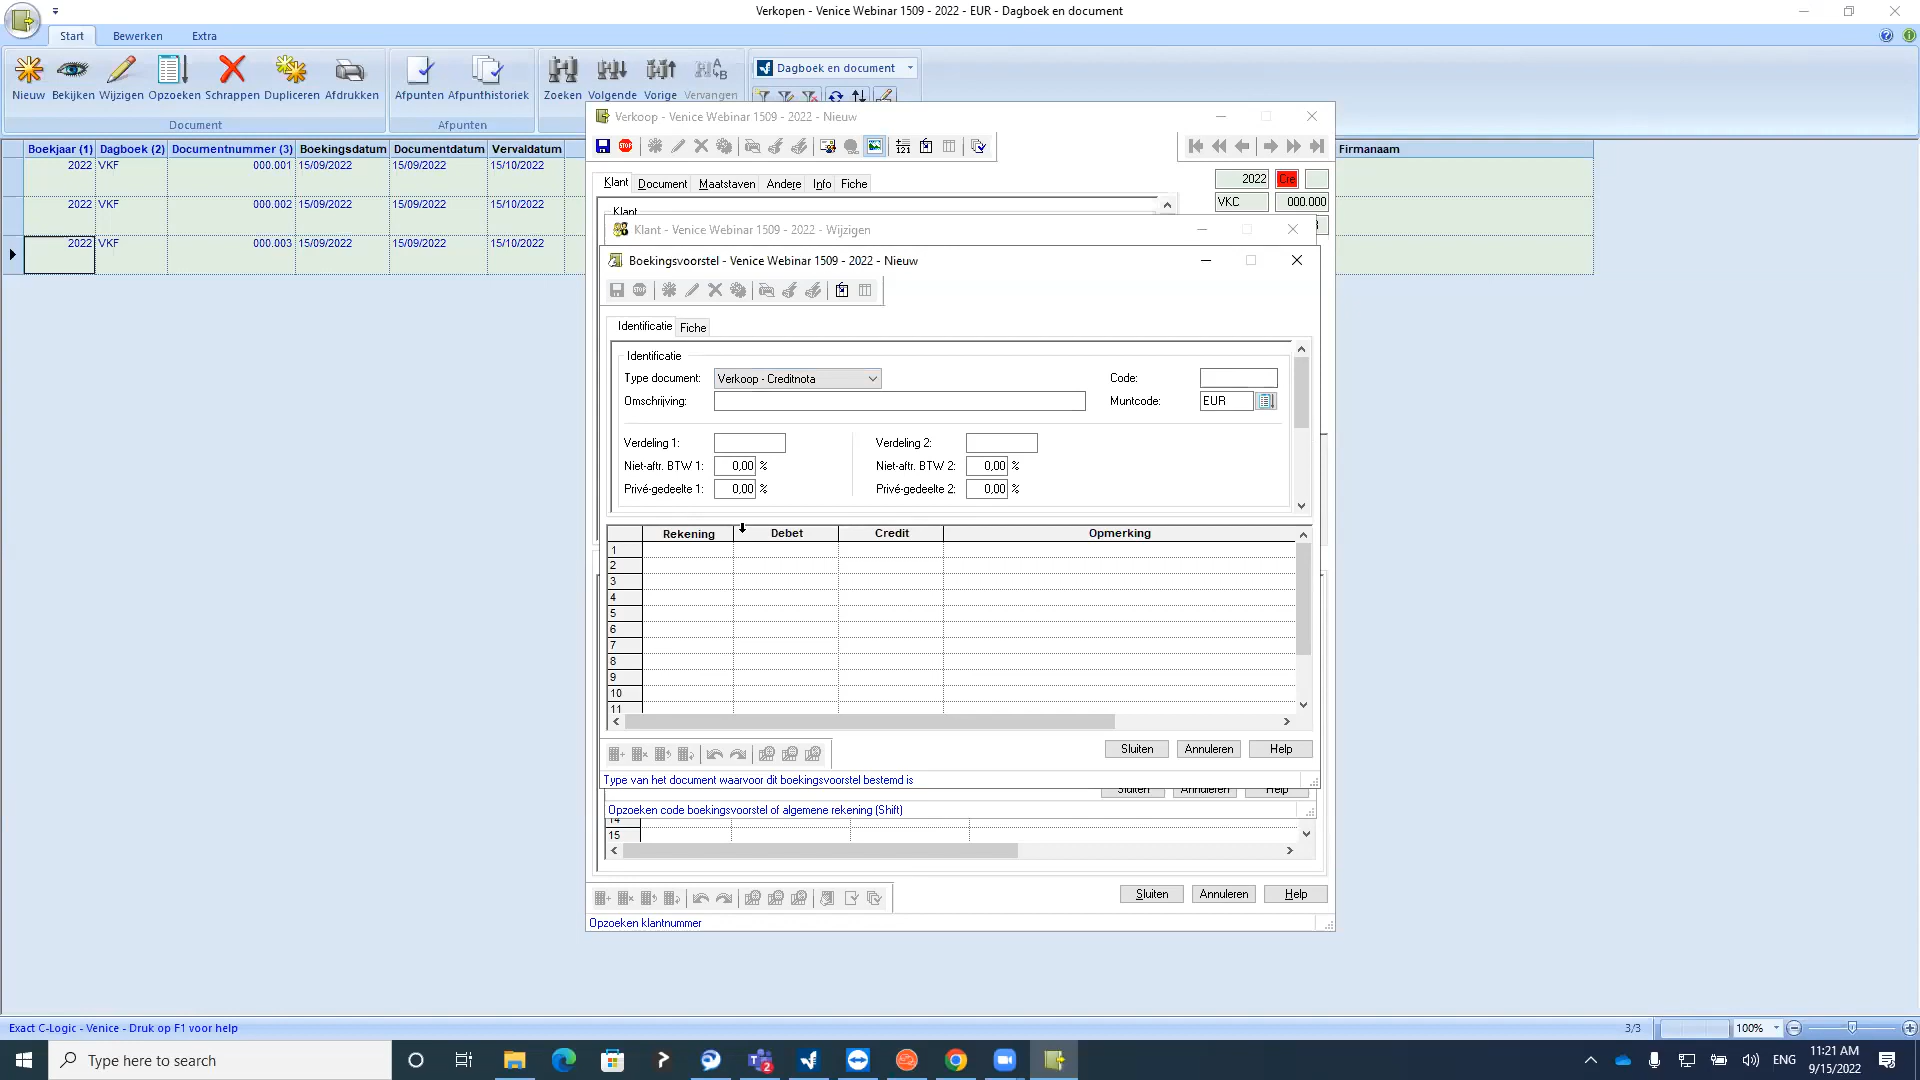 Verkopen - Venice Webinar 1509 - 2022 - EUR - Dagboek en document
Start Bewerken Extra
Nieuw Bekijken Wijzigen Opzoeken Schrappen Dupliceren Afdrukken
Afpunten Afpunthistoriek
Zoeken Volgende Vorige Vervangen
Dagboek en document
Document
Afpunten
Boekjaar (1) Dagboek (2) Documentnummer (3) Boekingsdatum Documentdatum Vervaldatum Firmanaam
2022 VKF 000.001 15/09/2022 15/09/2022 15/10/2022
2022 VKF 000.002 15/09/2022 15/09/2022 15/10/2022
2022 VKF 000.003 15/09/2022 15/09/2022 15/10/2022
Verkoop - Venice Webinar 1509 - 2022 - Nieuw
Klant Document Maatstaven Andere Info Fiche
2022 Cre
VKC 000.000
Klant
Klant - Venice Webinar 1509 - 2022 - Wijzigen
Boekingsvoorstel - Venice Webinar 1509 - 2022 - Nieuw
Identificatie Fiche
Identificatie
Type document: Verkoop - Creditnota Code:
Omschrijving: Muntcode: EUR
Verdeling 1: Verdeling 2:
Niet-aftr. BTW 1: 0,00 % Niet-aftr. BTW 2: 0,00 %
Privé-gedeelte 1: 0,00 % Privé-gedeelte 2: 0,00 %
Rekening Debet Credit Opmerking
1
2
3
4
5
6
7
8
9
10
11
Sluiten Annuleren Help
Type van het document waarvoor dit boekingsvoorstel bestemd is
Sluiten Annuleren Help
Opzoeken code boekingsvoorstel of algemene rekening (Shift)
14
15
Sluiten Annuleren Help
Opzoeken klantnummer
Exact C-Logic - Venice - Druk op F1 voor help
3/3 100%
Type here to search
ENG
11:21 AM
9/15/2022